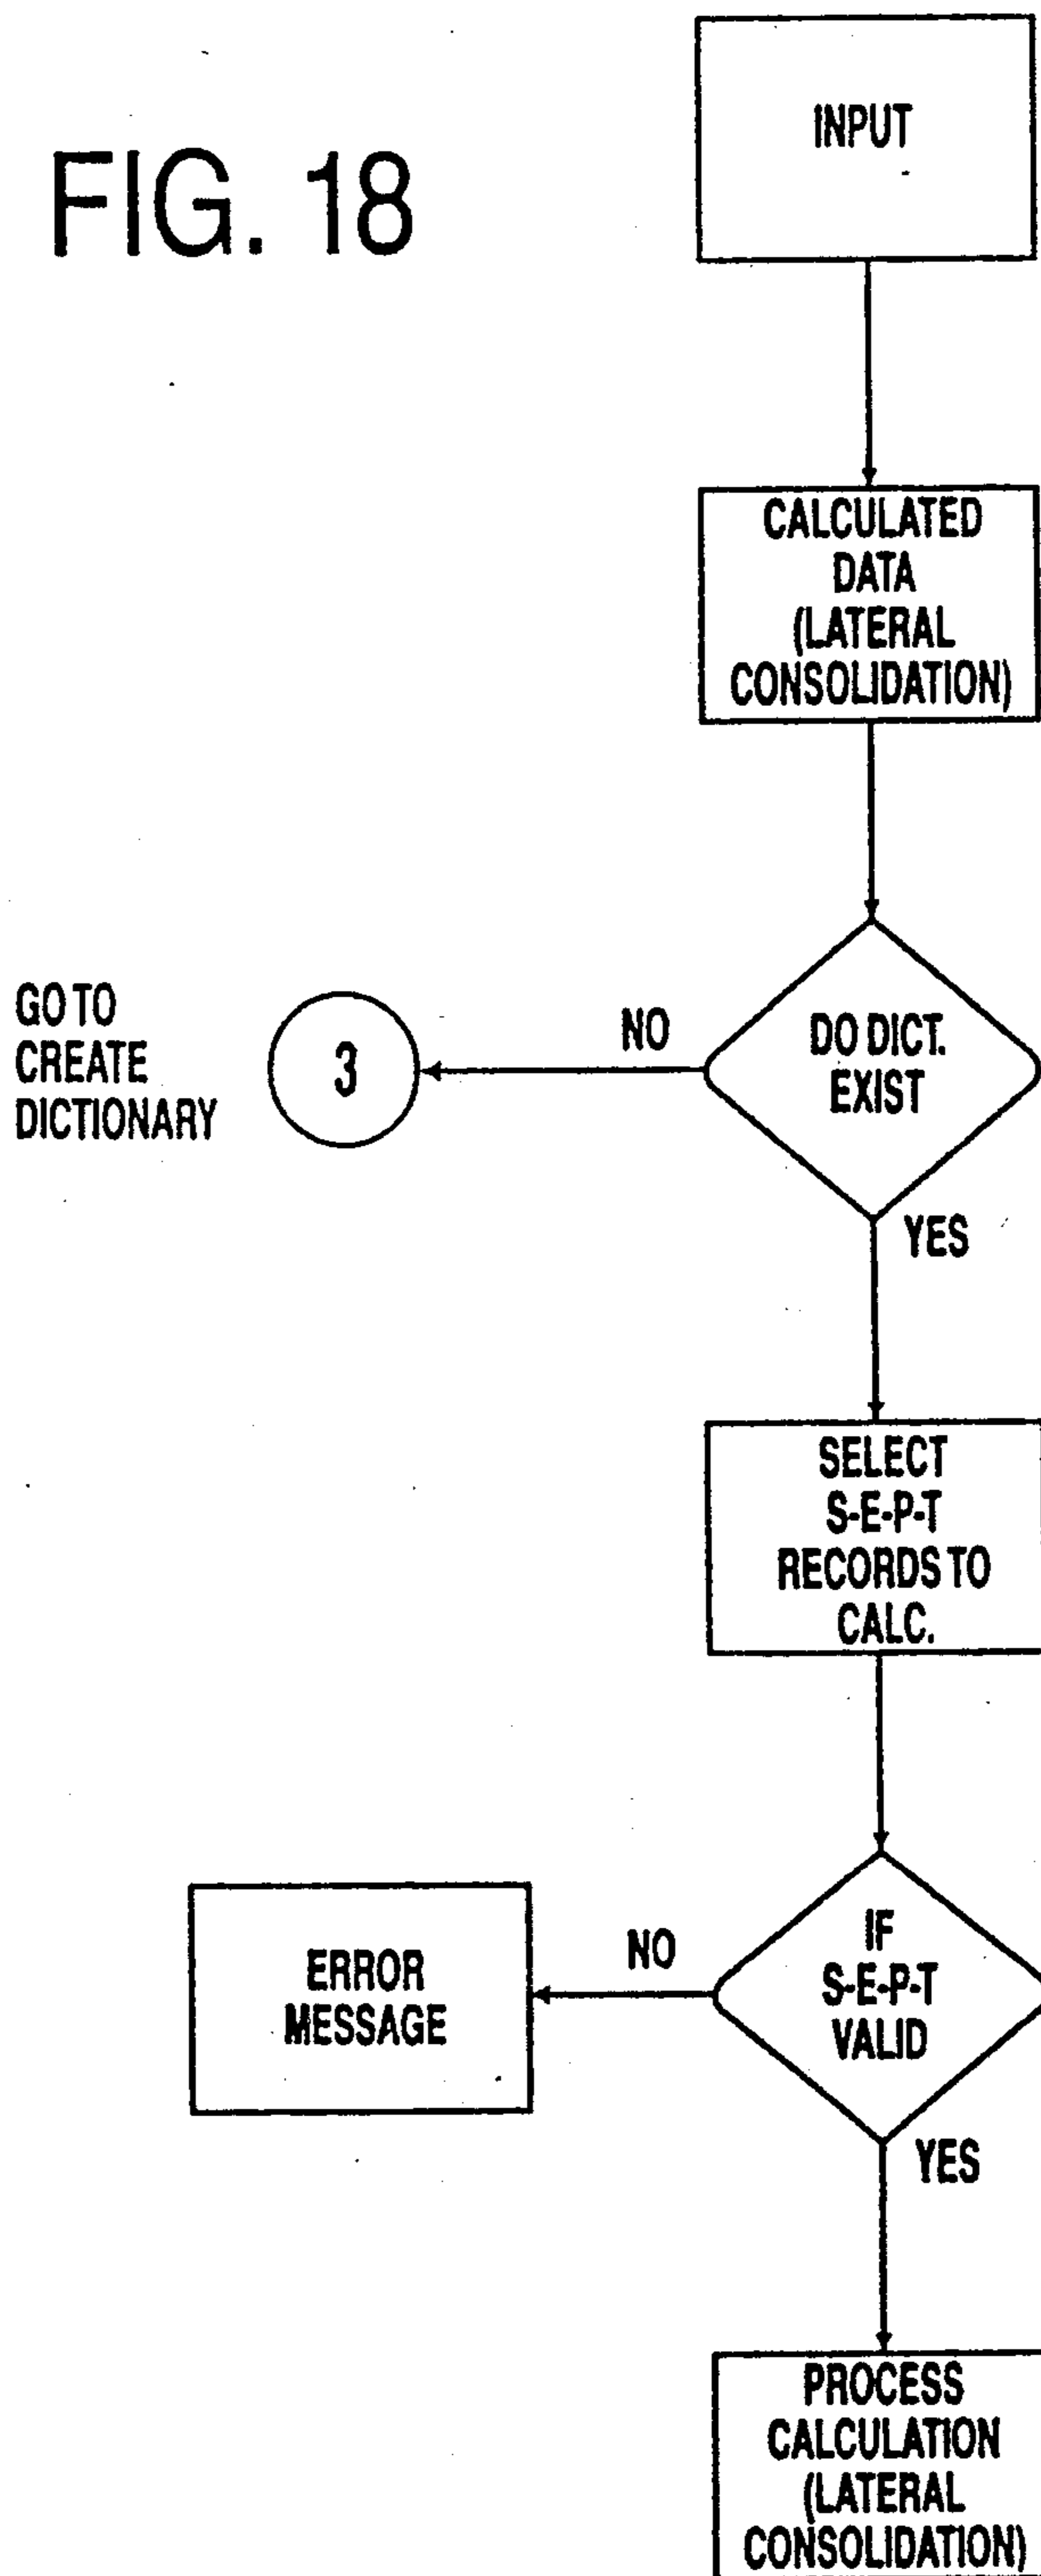 FIG. 18
INPUT
CALCULATED
DATA
(LATERAL
CONSOLIDATION)
DO DICT.
EXIST
NO
3
GO TO
CREATE
DICTIONARY
YES
SELECT
S-E-P-T
RECORDS TO
CALC.
IF
S-E-P-T
VALID
NO
ERROR
MESSAGE
YES
PROCESS
CALCULATION
(LATERAL
CONSOLIDATION)